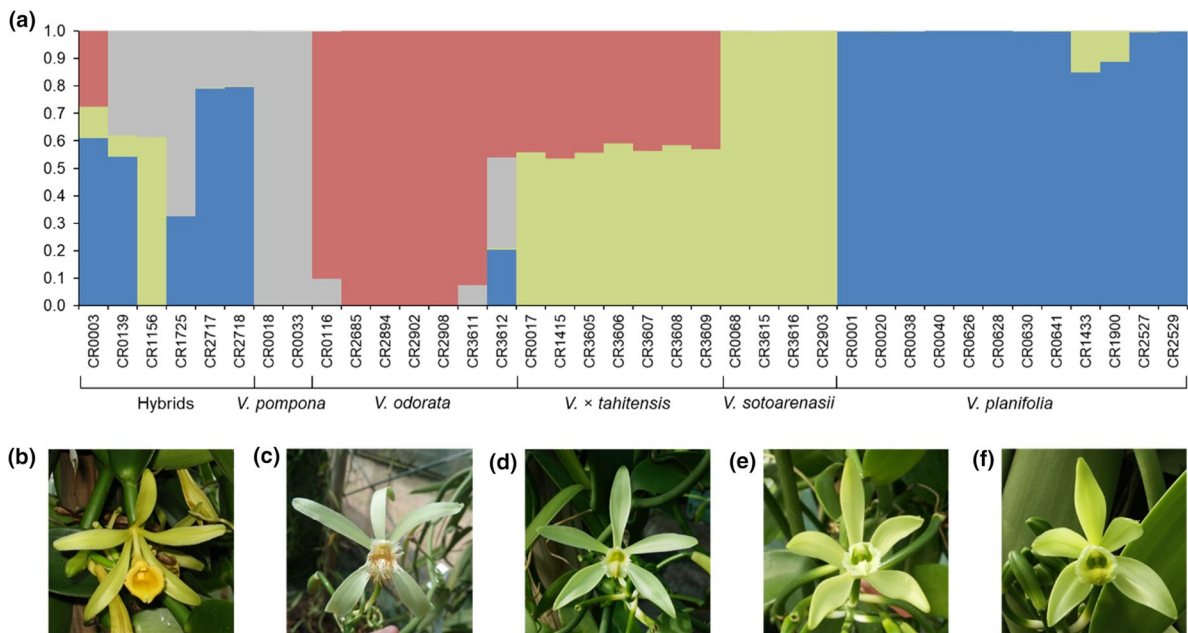 (a)
1.0
0.9
0.8
0.7
0.6
0.5
0.4
0.3
0.2
0.1
0.0
CR0003 CR0139 CR1156 CR1725 CR2717 CR2718 CR0018 CR0033 CR0116 CR2685 CR2894 CR2902 CR2908 CR3611 CR3612 CR0017 CR1415 CR3605 CR3606 CR3607 CR3608 CR3609 CR0068 CR3615 CR3616 CR2903 CR0001 CR0020 CR0038 CR0040 CR0626 CR0628 CR0630 CR0641 CR1433 CR1900 CR2527 CR2529
Hybrids V. pompona V. odorata V. × tahitensis V. sotoarenasii V. planifolia
(b) (c) (d) (e) (f)